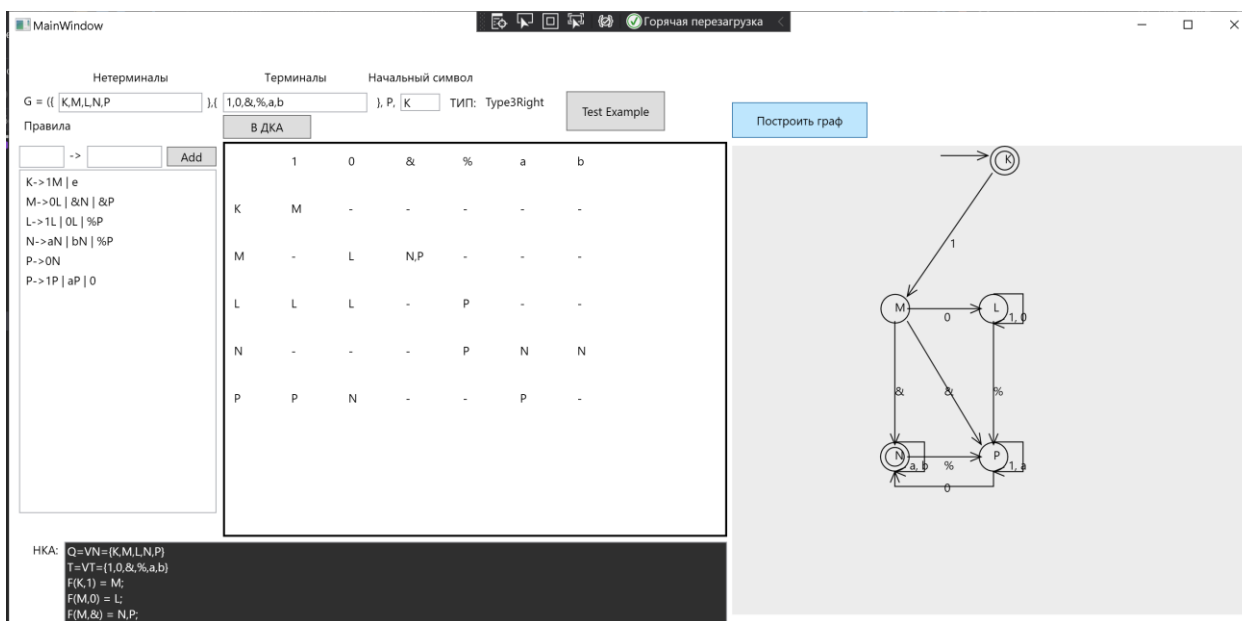 MainWindow
Горячая перезагрузка
Нетерминалы Терминалы Начальный символ
G = ({ K,M,L,N,P },{ 1,0,&,%,a,b }, P, K ТИП: Type3Right
Test Example
Построить граф
Правила
В ДКА
-> Add
K->1M | e
M->0L | &N | &P
L->1L | 0L | %P
N->aN | bN | %P
P->0N
P->1P | aP | 0
1 0 & % a b
K M - - - - -
M - L N,P - - -
L L L - P - -
N - - - P N N
P P N - - P -
K
1
M 0 L 1, 0
& & %
N a, b % P 1, a
0
НКА: Q=VN={K,M,L,N,P}
T=VT={1,0,&,%,a,b}
F(K,1) = M;
F(M,0) = L;
F(M,&) = N,P;